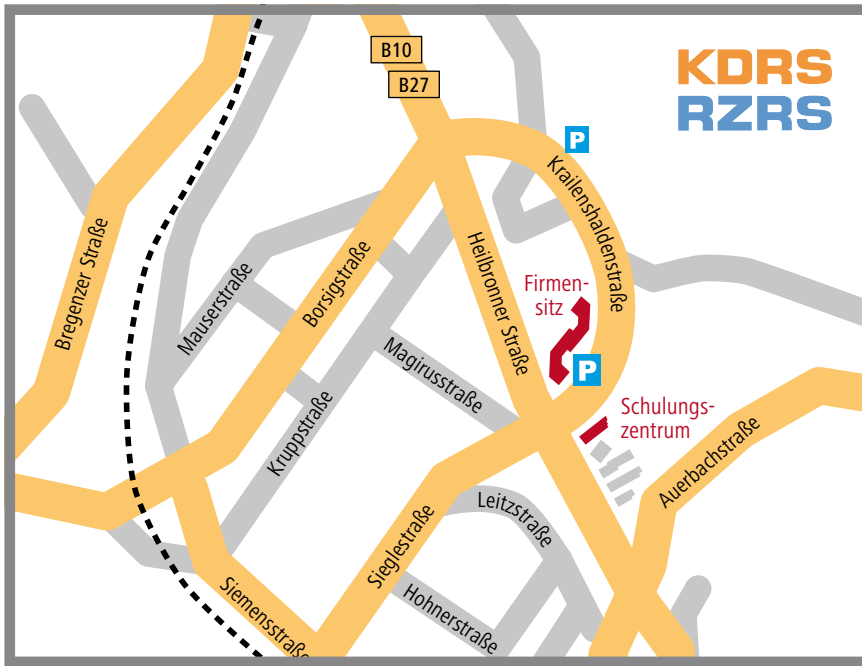 B10
B27
KDRS
RZRS
P
Krailenshaldenstraße
Bregenzer Straße
Mauserstraße
Borsigstraße
Heilbronner Straße
Firmen-
sitz
Magirusstraße
P
Kruppstraße
Schulungs-
zentrum
Auerbachstraße
Leitzstraße
Sieglestraße
Siemensstraße
Hohnerstraße